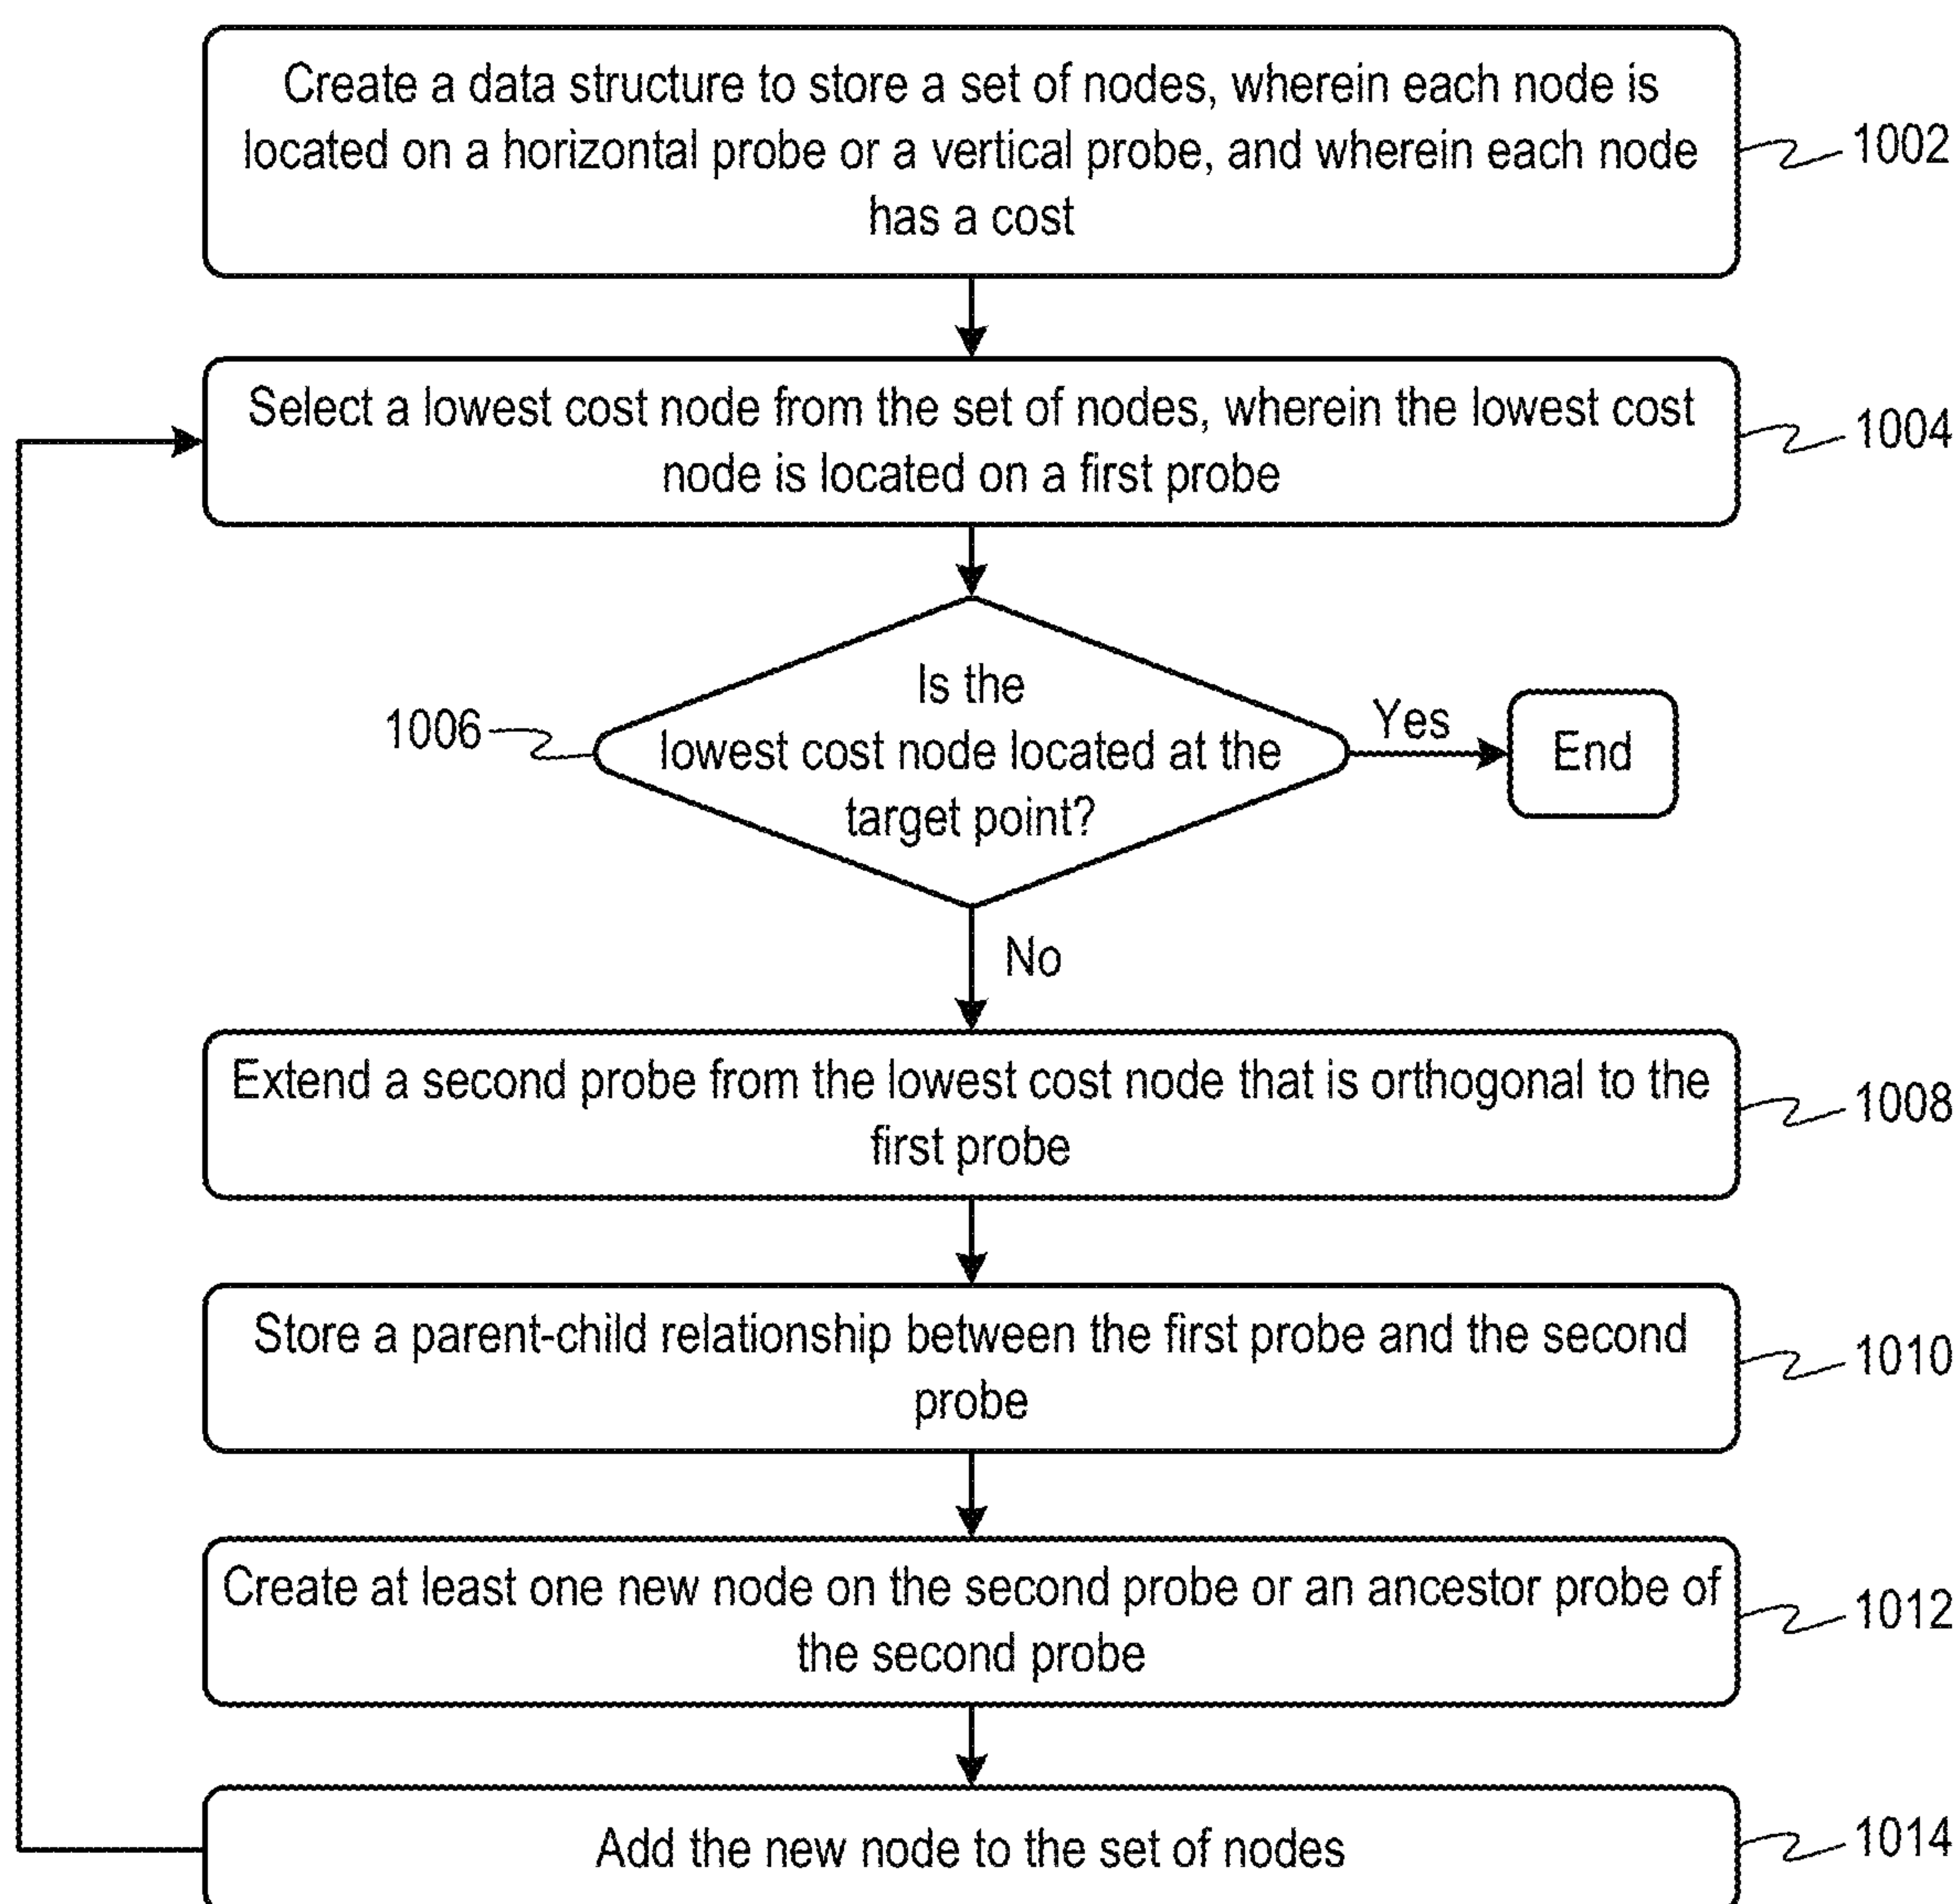 Create a data structure to store a set of nodes, wherein each node is
located on a horizontal probe or a vertical probe, and wherein each node
has a cost
1002
Select a lowest cost node from the set of nodes, wherein the lowest cost
node is located on a first probe
1004
Is the
lowest cost node located at the
target point?
1006
Yes
End
No
Extend a second probe from the lowest cost node that is orthogonal to the
first probe
1008
Store a parent-child relationship between the first probe and the second
probe
1010
Create at least one new node on the second probe or an ancestor probe of
the second probe
1012
Add the new node to the set of nodes
1014